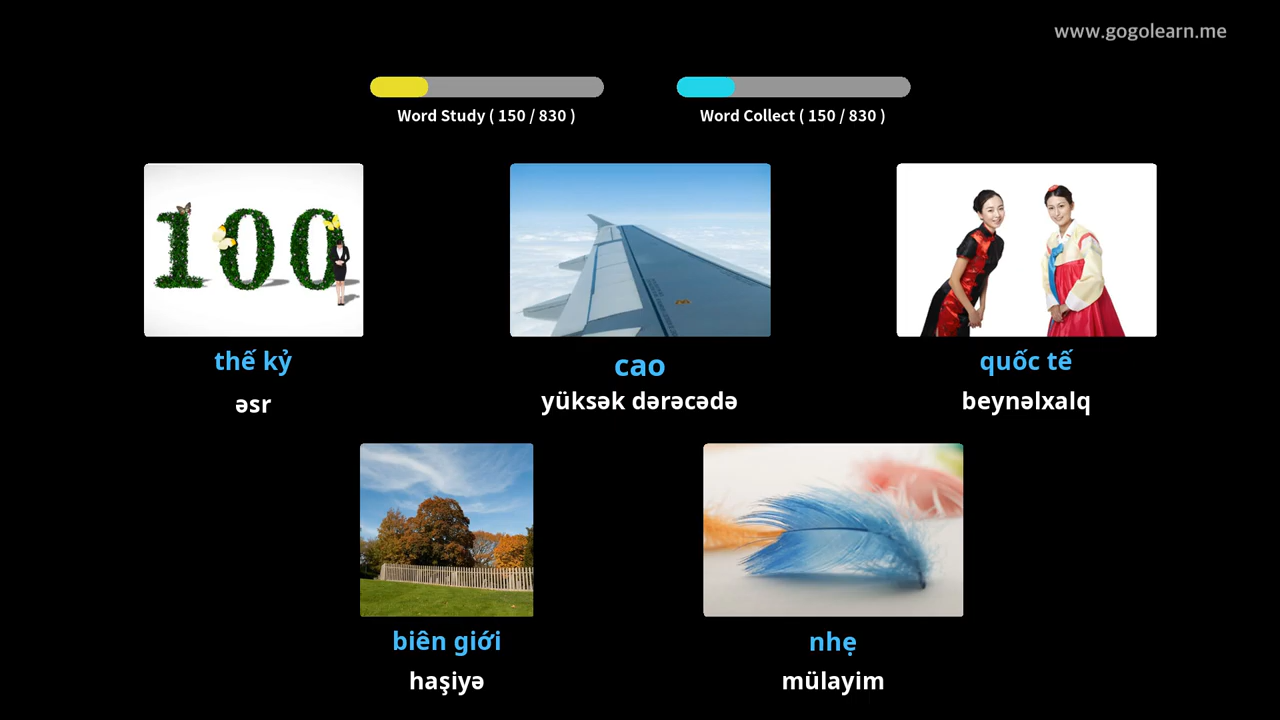 www.gogolearn.me
Word Study ( 150 / 830 )
Word Collect ( 150 / 830 )
100
thế kỷ
əsr
cao
yüksək dərəcədə
quốc tế
beynəlxalq
biên giới
haşiyə
nhẹ
mülayim